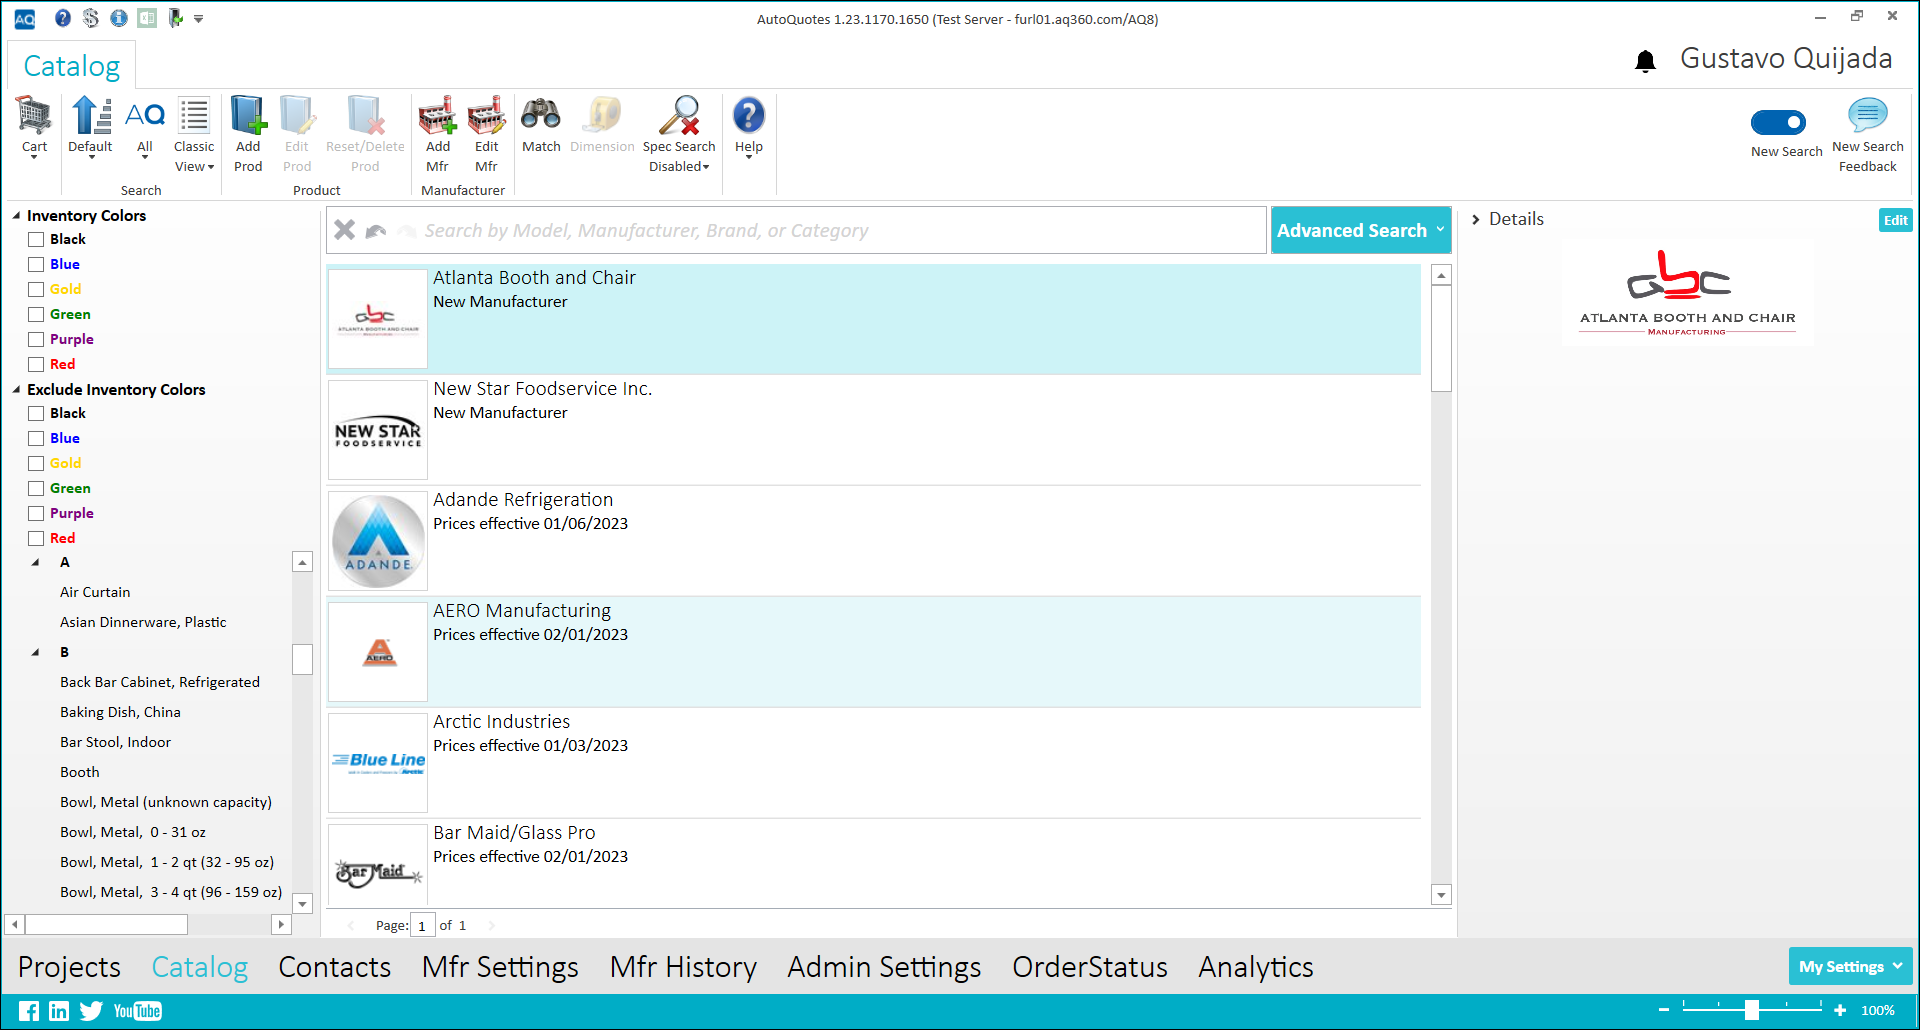 AQ
AutoQuotes 1.23.1170.1650 (Test Server - furl01.aq360.com/AQ8)
Catalog
Gustavo Quijada
Cart
Default
AQ
All
Classic
View
Search
Add
Prod
Edit
Prod
Reset/Delete
Prod
Product
Add
Mfr
Edit
Mfr
Manufacturer
Match
Dimension
Spec Search
Disabled
Help
New Search
New Search
Feedback
Inventory Colors
Black
Blue
Gold
Green
Purple
Red
Exclude Inventory Colors
Black
Blue
Gold
Green
Purple
Red
A
Air Curtain
Asian Dinnerware, Plastic
B
Back Bar Cabinet, Refrigerated
Baking Dish, China
Bar Stool, Indoor
Booth
Bowl, Metal (unknown capacity)
Bowl, Metal,  0 - 31 oz
Bowl, Metal,  1 - 2 qt (32 - 95 oz)
Bowl, Metal,  3 - 4 qt (96 - 159 oz)
Search by Model, Manufacturer, Brand, or Category
Advanced Search
Atlanta Booth and Chair
New Manufacturer
ATLANTA BOOTH AND CHAIR
New Star Foodservice Inc.
New Manufacturer
NEW STAR
FOODSERVICE
Adande Refrigeration
Prices effective 01/06/2023
ADANDE
AERO Manufacturing
Prices effective 02/01/2023
AERO
Arctic Industries
Prices effective 01/03/2023
Blue Line
Bar Maid/Glass Pro
Prices effective 02/01/2023
Bar Maid
Page: 1 of 1
Details
Edit
Gbc
ATLANTA BOOTH AND CHAIR
MANUFACTURING
Projects
Catalog
Contacts
Mfr Settings
Mfr History
Admin Settings
OrderStatus
Analytics
My Settings
YouTube
100%